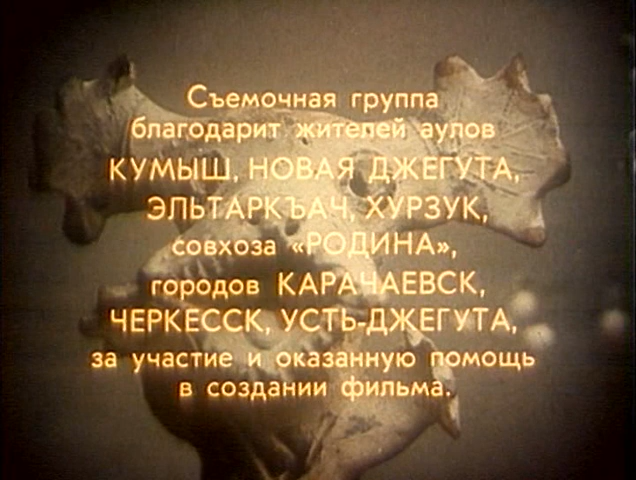 Съемочная группа
благодарит жителей аулов
КУМЫШ, НОВАЯ ДЖЕГУТА,
ЭЛЬТАРКЪАЧ, ХУРЗУК,
совхоза «РОДИНА»,
городов КАРАЧАЕВСК,
ЧЕРКЕССК, УСТЬ-ДЖЕГУТА,
за участие и оказанную помощь
в создании фильма.